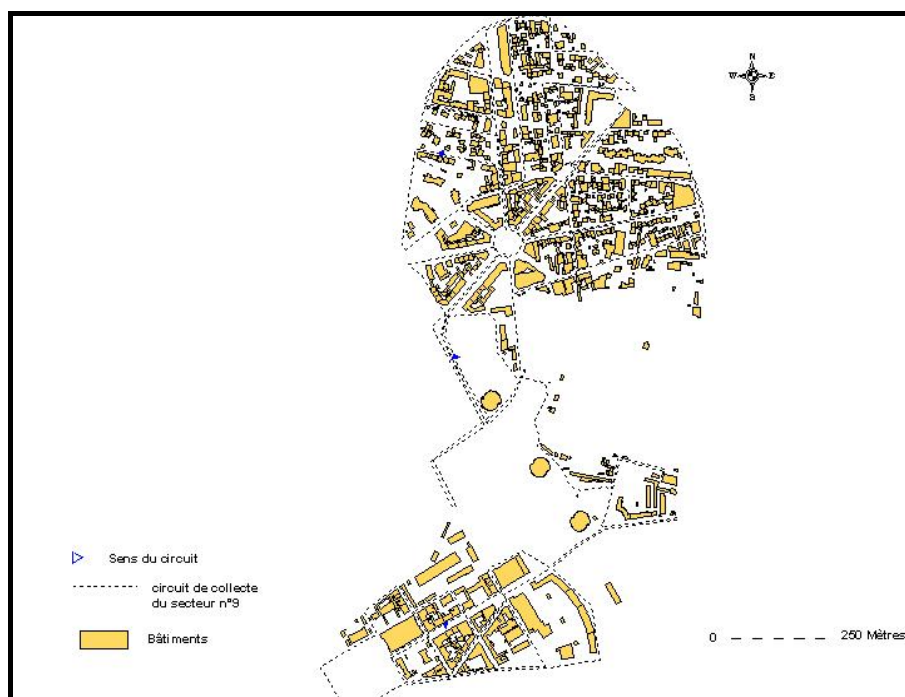 N
W E
S
Sens du circuit
circuit de collecte
du secteur n°9
Bâtiments
0 250 Mètres